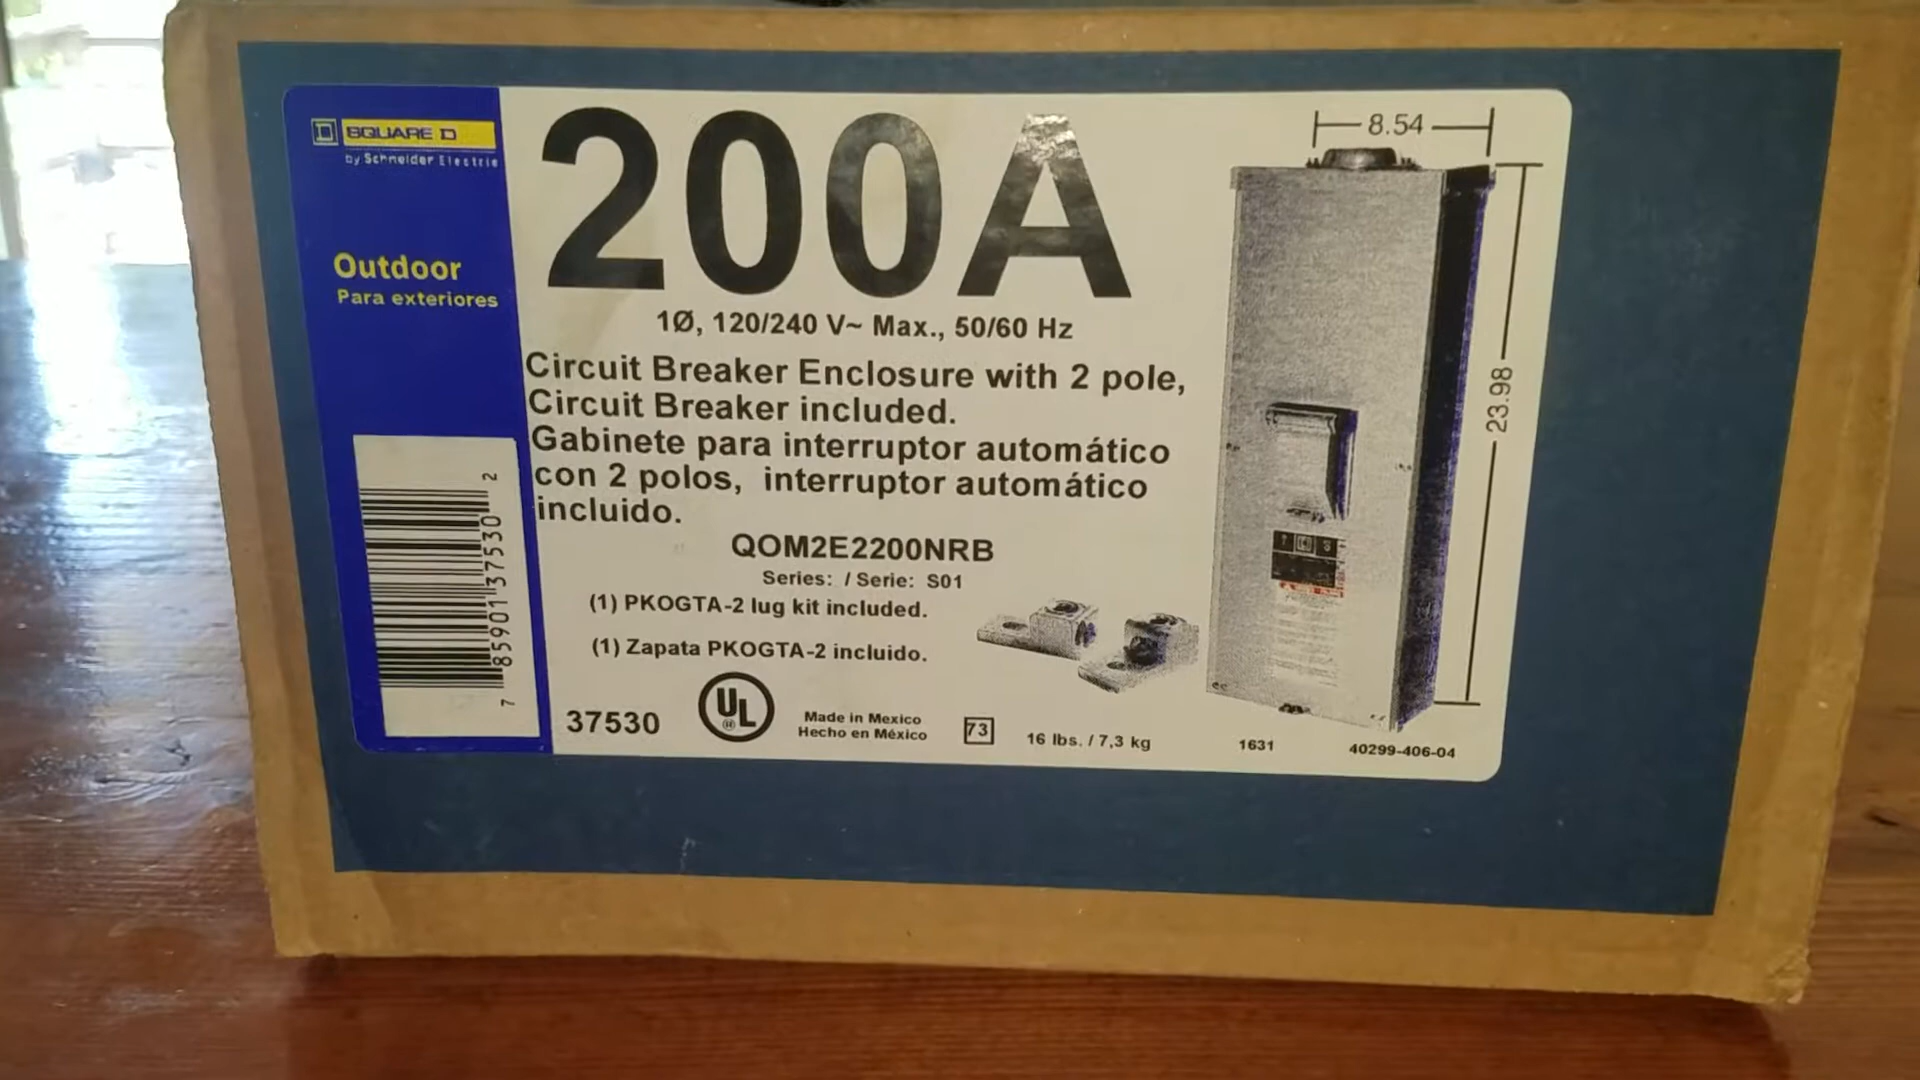 SQUARE D
by Schneider Electric
Outdoor
Para exteriores
200A
1Ø, 120/240 V~ Max., 50/60 Hz
Circuit Breaker Enclosure with 2 pole,
Circuit Breaker included.
Gabinete para interruptor automático
con 2 polos, interruptor automático
incluido.
QOM2E2200NRB
Series: / Serie: S01
(1) PKOGTA-2 lug kit included.
(1) Zapata PKOGTA-2 incluido.
37530
UL
®
Made in Mexico
Hecho en México
73
16 lbs. / 7,3 kg
1631
40299-406-04
7 85901 37530 2
8.54
23.98